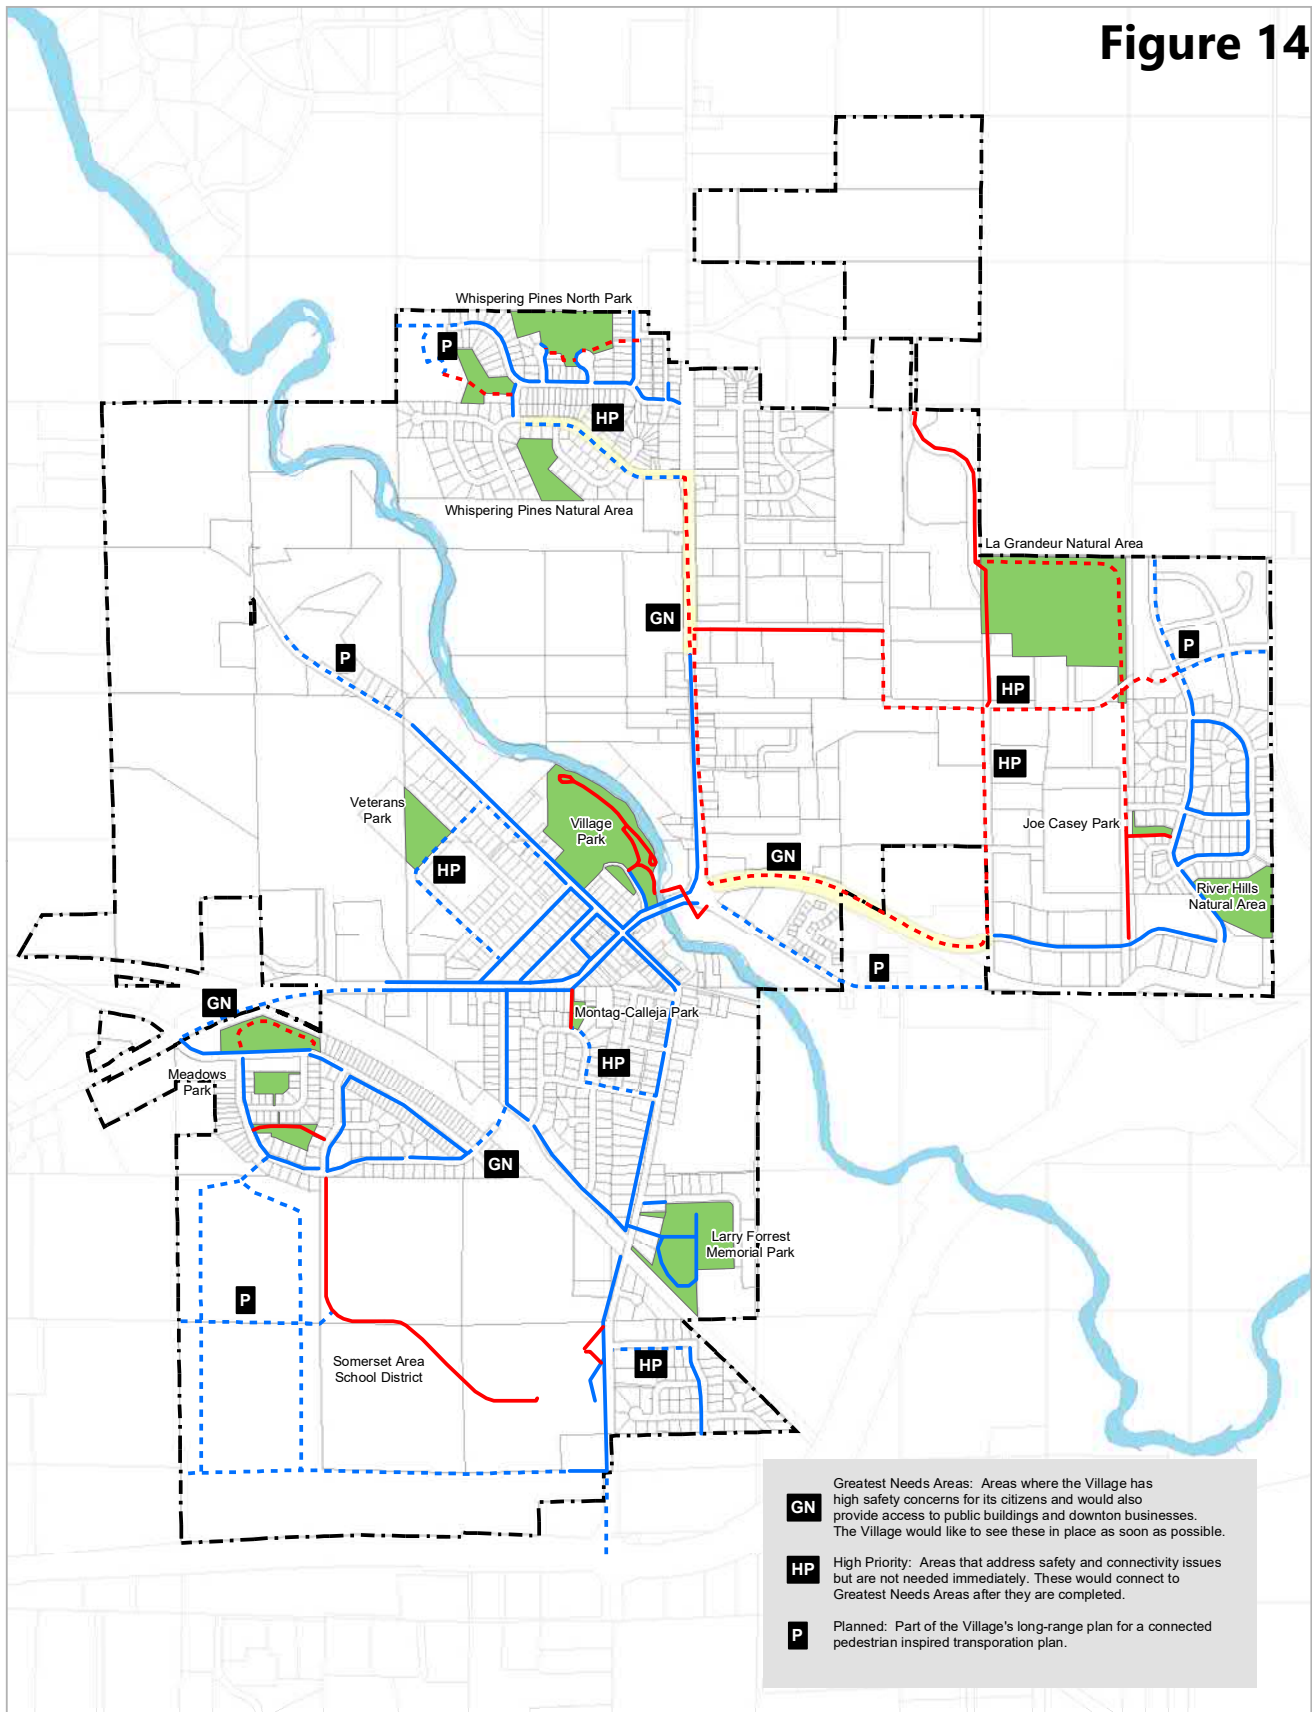 Figure 14
Whispering Pines North Park
P
HP
Whispering Pines Natural Area
La Grandeur Natural Area
GN
P
P
HP
HP
Veterans
Park
Village
Park
Joe Casey Park
GN
HP
River Hills
Natural Area
P
GN
Montag-Calleja Park
HP
Meadows
Park
GN
Larry Forrest
Memorial Park
P
Somerset Area
School District
HP
GN
Greatest Needs Areas:  Areas where the Village has
high safety concerns for its citizens and would also
provide access to public buildings and downton businesses.
The Village would like to see these in place as soon as possible.
HP
High Priority:  Areas that address safety and connectivity issues
but are not needed immediately. These would connect to
Greatest Needs Areas after they are completed.
P
Planned:  Part of the Village's long-range plan for a connected
pedestrian inspired transporation plan.